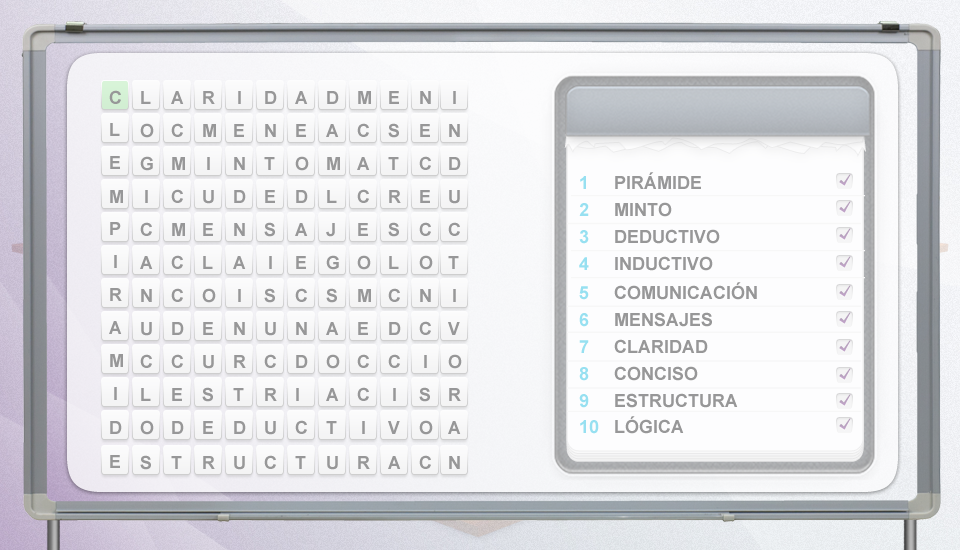 C L A R I D A D M E N I
L O C M E N E A C S E N
E G M I N T O M A T C D
M I C U D E D L C R E U
P C M E N S A J E S C C
I A C L A I E G O L O T
R N C O I S C S M C N I
A U D E N U N A E D C V
M C C U R C D O C C I O
I L E S T R I A C I S R
D O D E D U C T I V O A
E S T R U C T U R A C N
1 PIRÁMIDE
2 MINTO
3 DEDUCTIVO
4 INDUCTIVO
5 COMUNICACIÓN
6 MENSAJES
7 CLARIDAD
8 CONCISO
9 ESTRUCTURA
10 LÓGICA